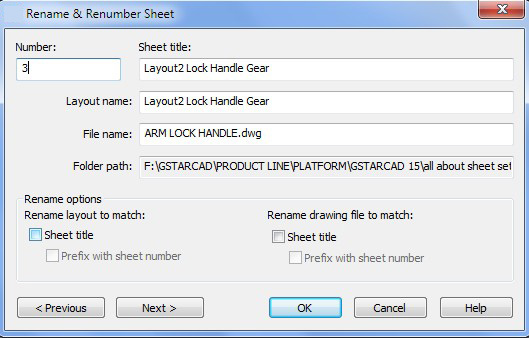 Rename & Renumber Sheet
Number:
Sheet title:
3
Layout2 Lock Handle Gear
Layout name:
Layout2 Lock Handle Gear
File name:
ARM LOCK HANDLE.dwg
Folder path:
F:\GSTARCAD\PRODUCT LINE\PLATFORM\GSTARCAD 15\all about sheet set
Rename options
Rename layout to match:
Rename drawing file to match:
Sheet title
Sheet title
Prefix with sheet number
Prefix with sheet number
< Previous
Next >
OK
Cancel
Help